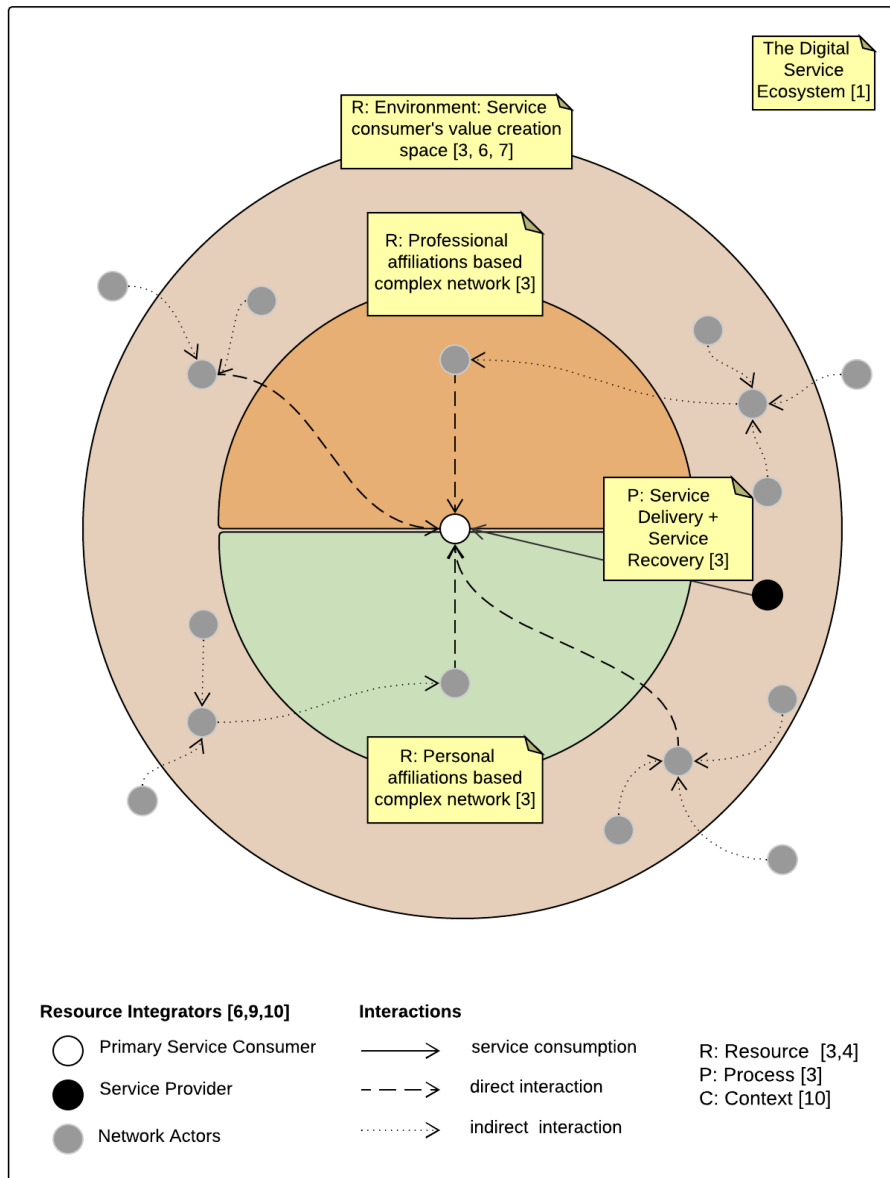 The Digital
Service
Ecosystem [1]
R: Environment: Service
consumer's value creation
space [3, 6, 7]
R: Professional
affiliations based
complex network [3]
P: Service
Delivery +
Service
Recovery [3]
R: Personal
affiliations based
complex network [3]
Resource Integrators [6,9,10]
Primary Service Consumer
Service Provider
Network Actors
Interactions
service consumption
direct interaction
indirect interaction
R: Resource [3,4]
P: Process [3]
C: Context [10]